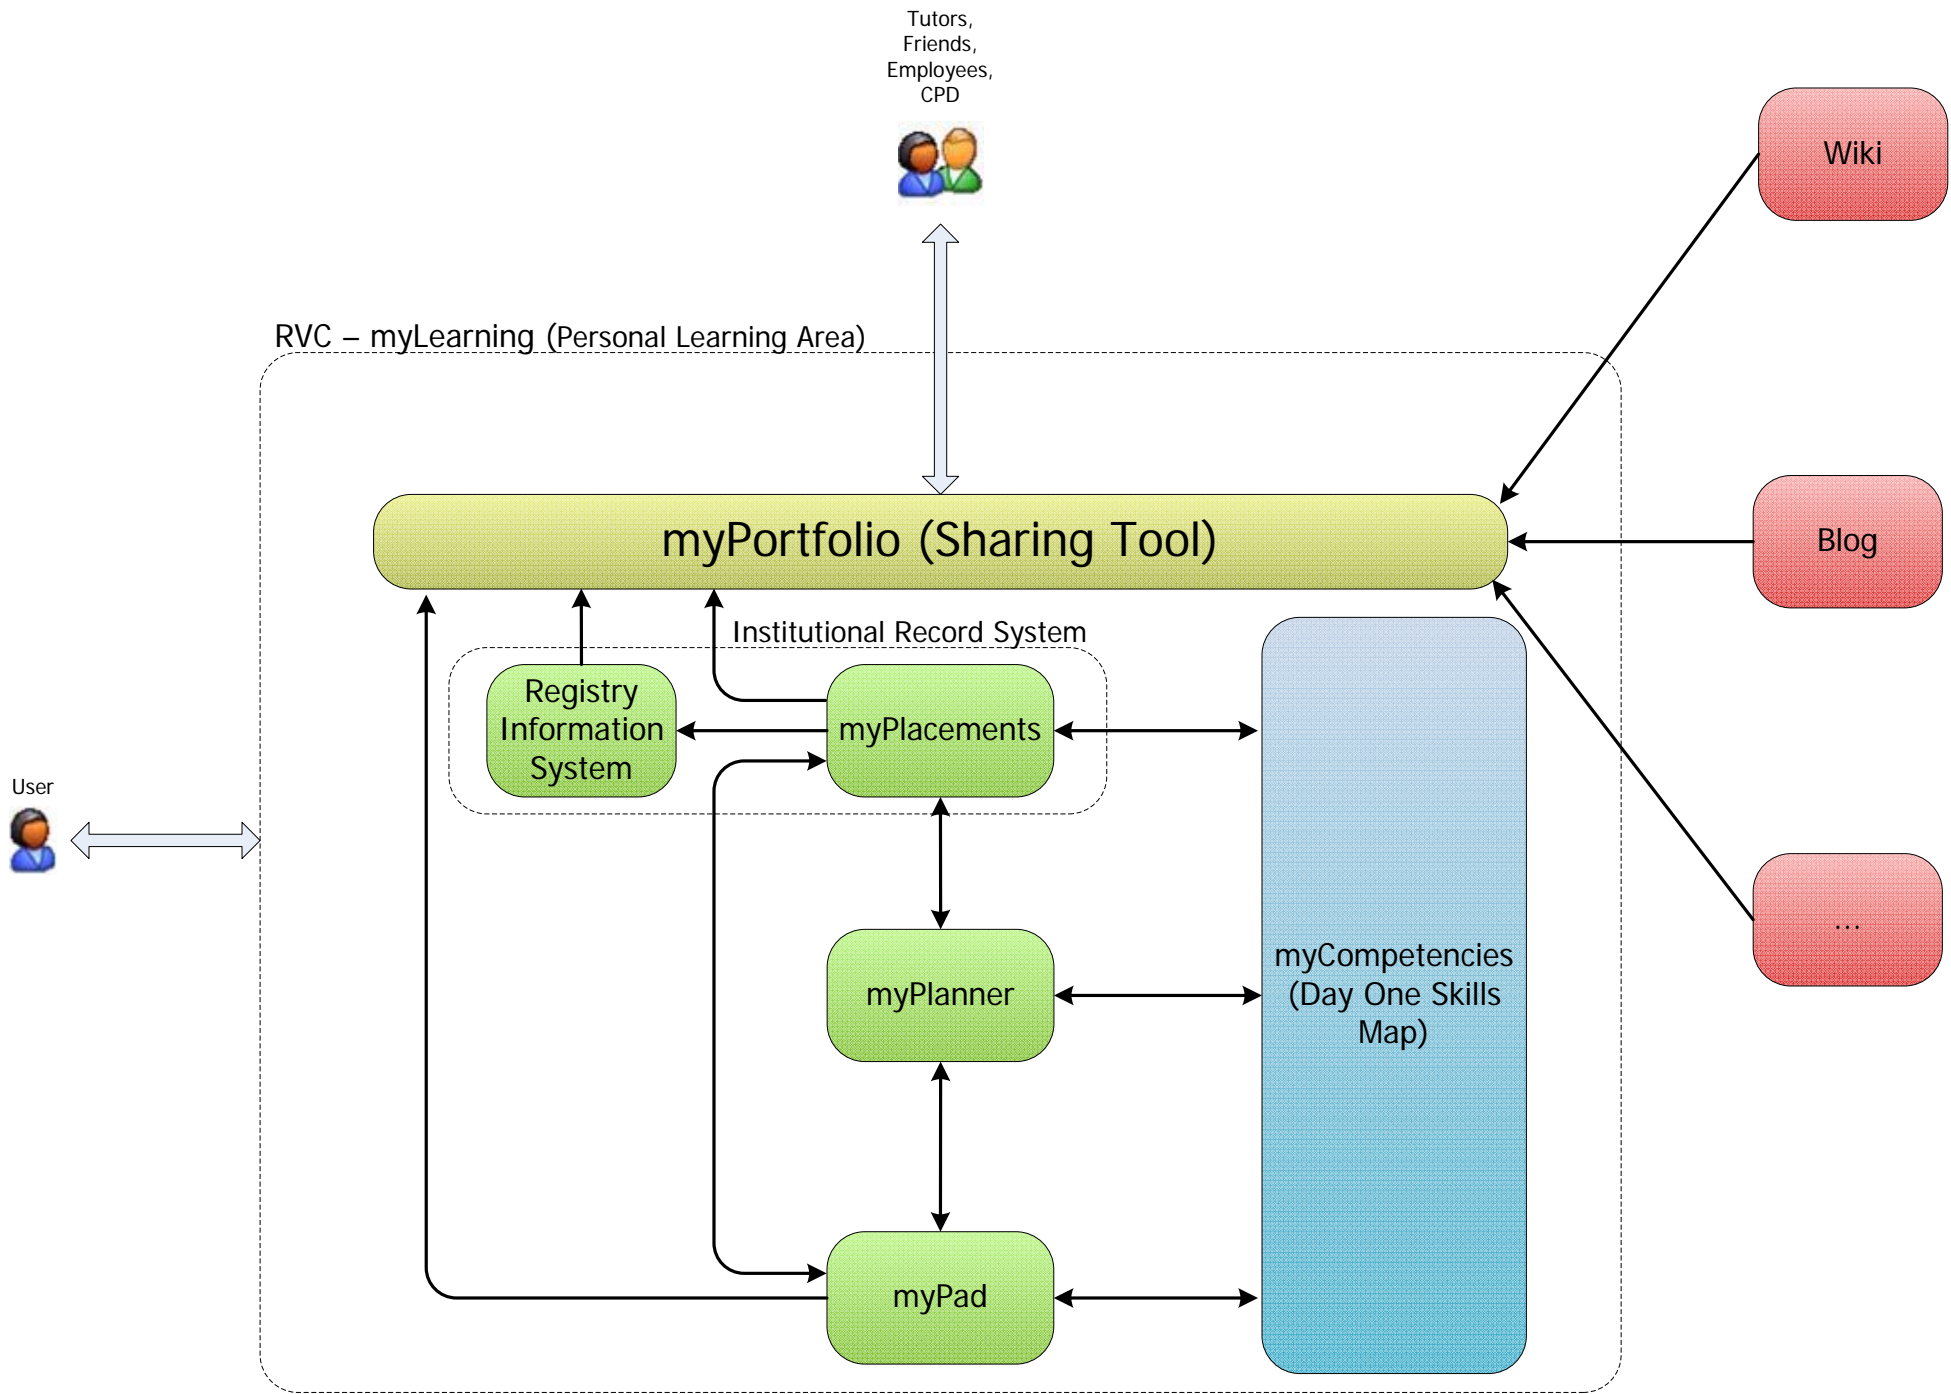 Tutors,
Friends,
Employees,
CPD
Wiki
RVC – myLearning (Personal Learning Area)
myPortfolio (Sharing Tool)
Blog
Institutional Record System
Registry
Information
System
myPlacements
User
...
myCompetencies
(Day One Skills
Map)
myPlanner
myPad